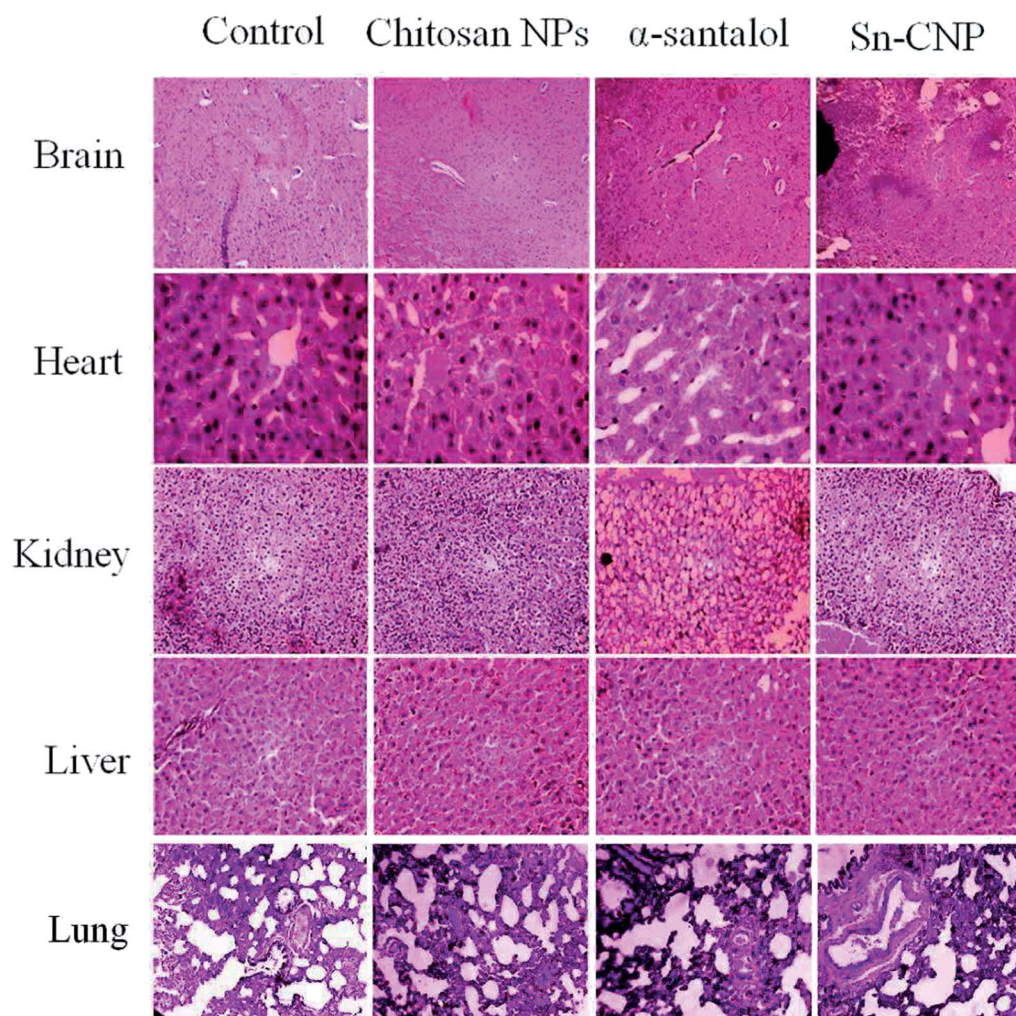 Control Chitosan NPs α-santalol Sn-CNP
Brain
Heart
Kidney
Liver
Lung